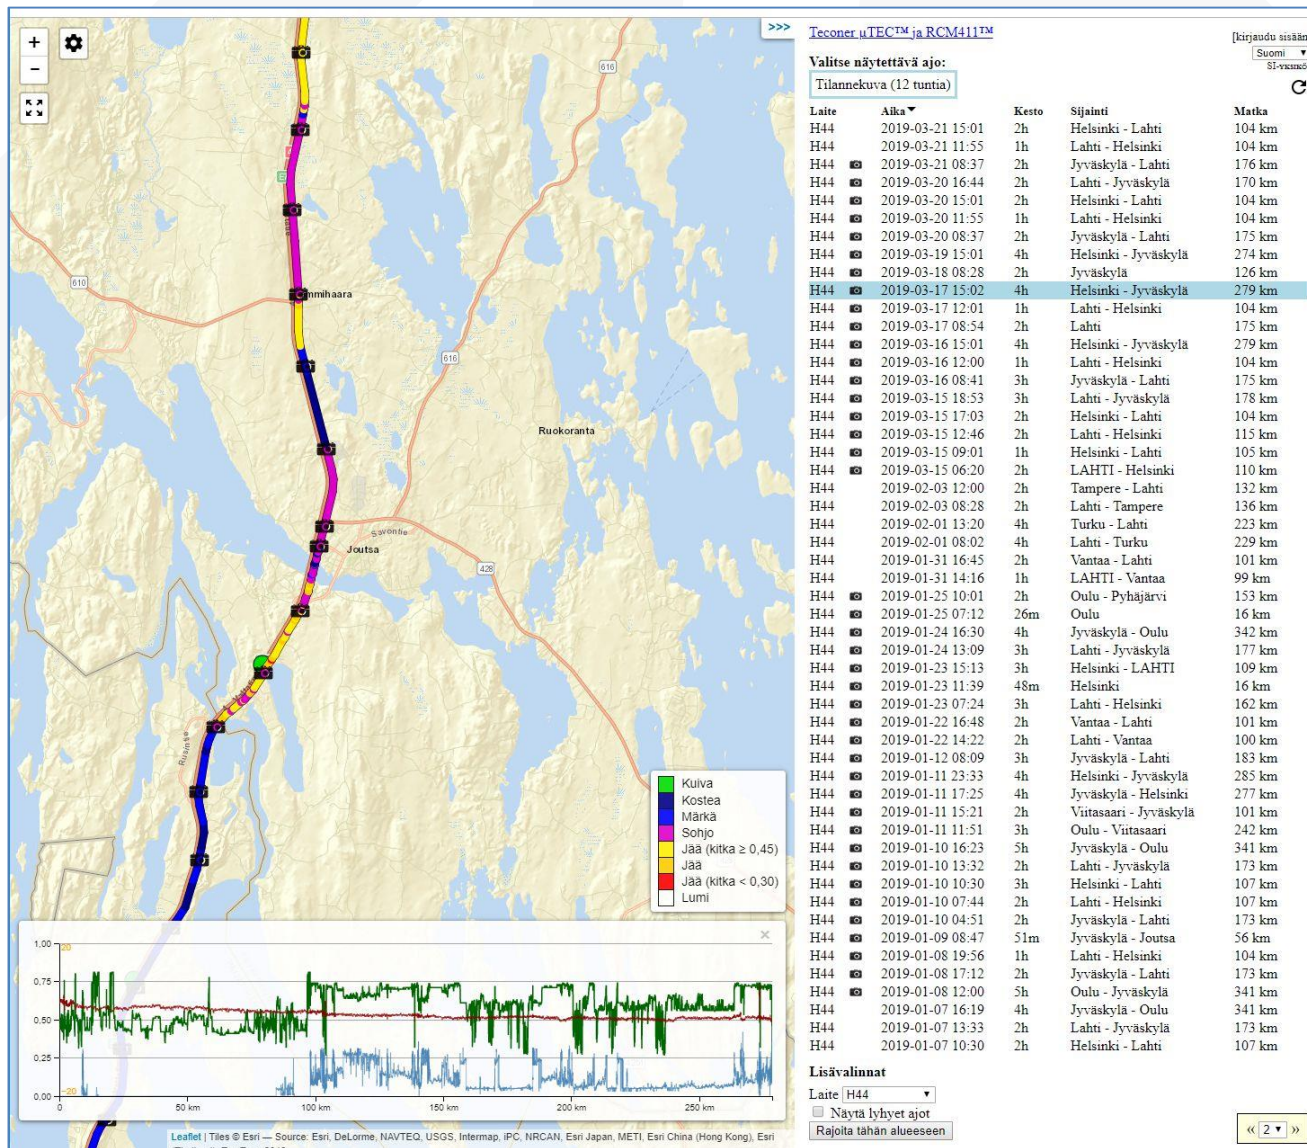 >>>
+
−
616
610
mmihaara
616
Ruokoranta
Savontie
Joutsa
428
Rusintie
Kuiva
Kostea
Märkä
Sohjo
Jää (kitka ≥ 0,45)
Jää
Jää (kitka < 0,30)
Lumi
×
1,00
20
0,75
0,50
0,25
0,00
−20
0 50 km 100 km 150 km 200 km 250 km
Leaflet | Tiles © Esri — Source: Esri, DeLorme, NAVTEQ, USGS, Intermap, iPC, NRCAN, Esri Japan, METI, Esri China (Hong Kong), Esri
Teconer µTEC™ ja RCM411™
[kirjaudu sisään
Suomi ▼
Valitse näytettävä ajo:
Tilannekuva (12 tuntia)
Laite Aika▼ Kesto Sijainti Matka
H44 2019-03-21 15:01 2h Helsinki - Lahti 104 km
H44 2019-03-21 11:55 1h Lahti - Helsinki 104 km
H44 2019-03-21 08:37 2h Jyväskylä - Lahti 176 km
H44 2019-03-20 16:44 2h Lahti - Jyväskylä 170 km
H44 2019-03-20 15:01 2h Helsinki - Lahti 104 km
H44 2019-03-20 11:55 1h Lahti - Helsinki 104 km
H44 2019-03-20 08:37 2h Jyväskylä - Lahti 175 km
H44 2019-03-19 15:01 4h Helsinki - Jyväskylä 274 km
H44 2019-03-18 08:28 2h Jyväskylä 126 km
H44 2019-03-17 15:02 4h Helsinki - Jyväskylä 279 km
H44 2019-03-17 12:01 1h Lahti - Helsinki 104 km
H44 2019-03-17 08:54 2h Lahti 175 km
H44 2019-03-16 15:01 4h Helsinki - Jyväskylä 279 km
H44 2019-03-16 12:00 1h Lahti - Helsinki 104 km
H44 2019-03-16 08:41 3h Jyväskylä - Lahti 175 km
H44 2019-03-15 18:53 3h Lahti - Jyväskylä 178 km
H44 2019-03-15 17:03 2h Helsinki - Lahti 104 km
H44 2019-03-15 12:46 2h Lahti - Helsinki 115 km
H44 2019-03-15 09:01 1h Helsinki - Lahti 105 km
H44 2019-03-15 06:20 2h LAHTI - Helsinki 110 km
H44 2019-02-03 12:00 2h Tampere - Lahti 132 km
H44 2019-02-03 08:28 2h Lahti - Tampere 136 km
H44 2019-02-01 13:20 4h Turku - Lahti 223 km
H44 2019-02-01 08:02 4h Lahti - Turku 229 km
H44 2019-01-31 16:45 2h Vantaa - Lahti 101 km
H44 2019-01-31 14:16 1h LAHTI - Vantaa 99 km
H44 2019-01-25 10:01 2h Oulu - Pyhäjärvi 153 km
H44 2019-01-25 07:12 26m Oulu 16 km
H44 2019-01-24 16:30 4h Jyväskylä - Oulu 342 km
H44 2019-01-24 13:09 3h Lahti - Jyväskylä 177 km
H44 2019-01-23 15:13 3h Helsinki - LAHTI 109 km
H44 2019-01-23 11:39 48m Helsinki 16 km
H44 2019-01-23 07:24 3h Lahti - Helsinki 162 km
H44 2019-01-22 16:48 2h Vantaa - Lahti 101 km
H44 2019-01-22 14:22 2h Lahti - Vantaa 100 km
H44 2019-01-12 08:09 3h Jyväskylä - Lahti 183 km
H44 2019-01-11 23:33 4h Helsinki - Jyväskylä 285 km
H44 2019-01-11 17:25 4h Jyväskylä - Helsinki 277 km
H44 2019-01-11 15:21 2h Viitasaari - Jyväskylä 101 km
H44 2019-01-11 11:51 3h Oulu - Viitasaari 242 km
H44 2019-01-10 16:23 5h Jyväskylä - Oulu 341 km
H44 2019-01-10 13:32 2h Lahti - Jyväskylä 173 km
H44 2019-01-10 10:30 3h Helsinki - Lahti 107 km
H44 2019-01-10 07:44 2h Lahti - Helsinki 107 km
H44 2019-01-10 04:51 2h Jyväskylä - Lahti 173 km
H44 2019-01-09 08:47 51m Jyväskylä - Joutsa 56 km
H44 2019-01-08 19:56 1h Lahti - Helsinki 104 km
H44 2019-01-08 17:12 2h Jyväskylä - Lahti 173 km
H44 2019-01-08 12:00 5h Oulu - Jyväskylä 341 km
H44 2019-01-07 16:19 4h Jyväskylä - Oulu 341 km
H44 2019-01-07 13:33 2h Lahti - Jyväskylä 173 km
H44 2019-01-07 10:30 2h Helsinki - Lahti 107 km
Lisävalinnat
Laite H44 ▼
Näytä lyhyet ajot
Rajoita tähän alueeseen
« 2 ▼ »